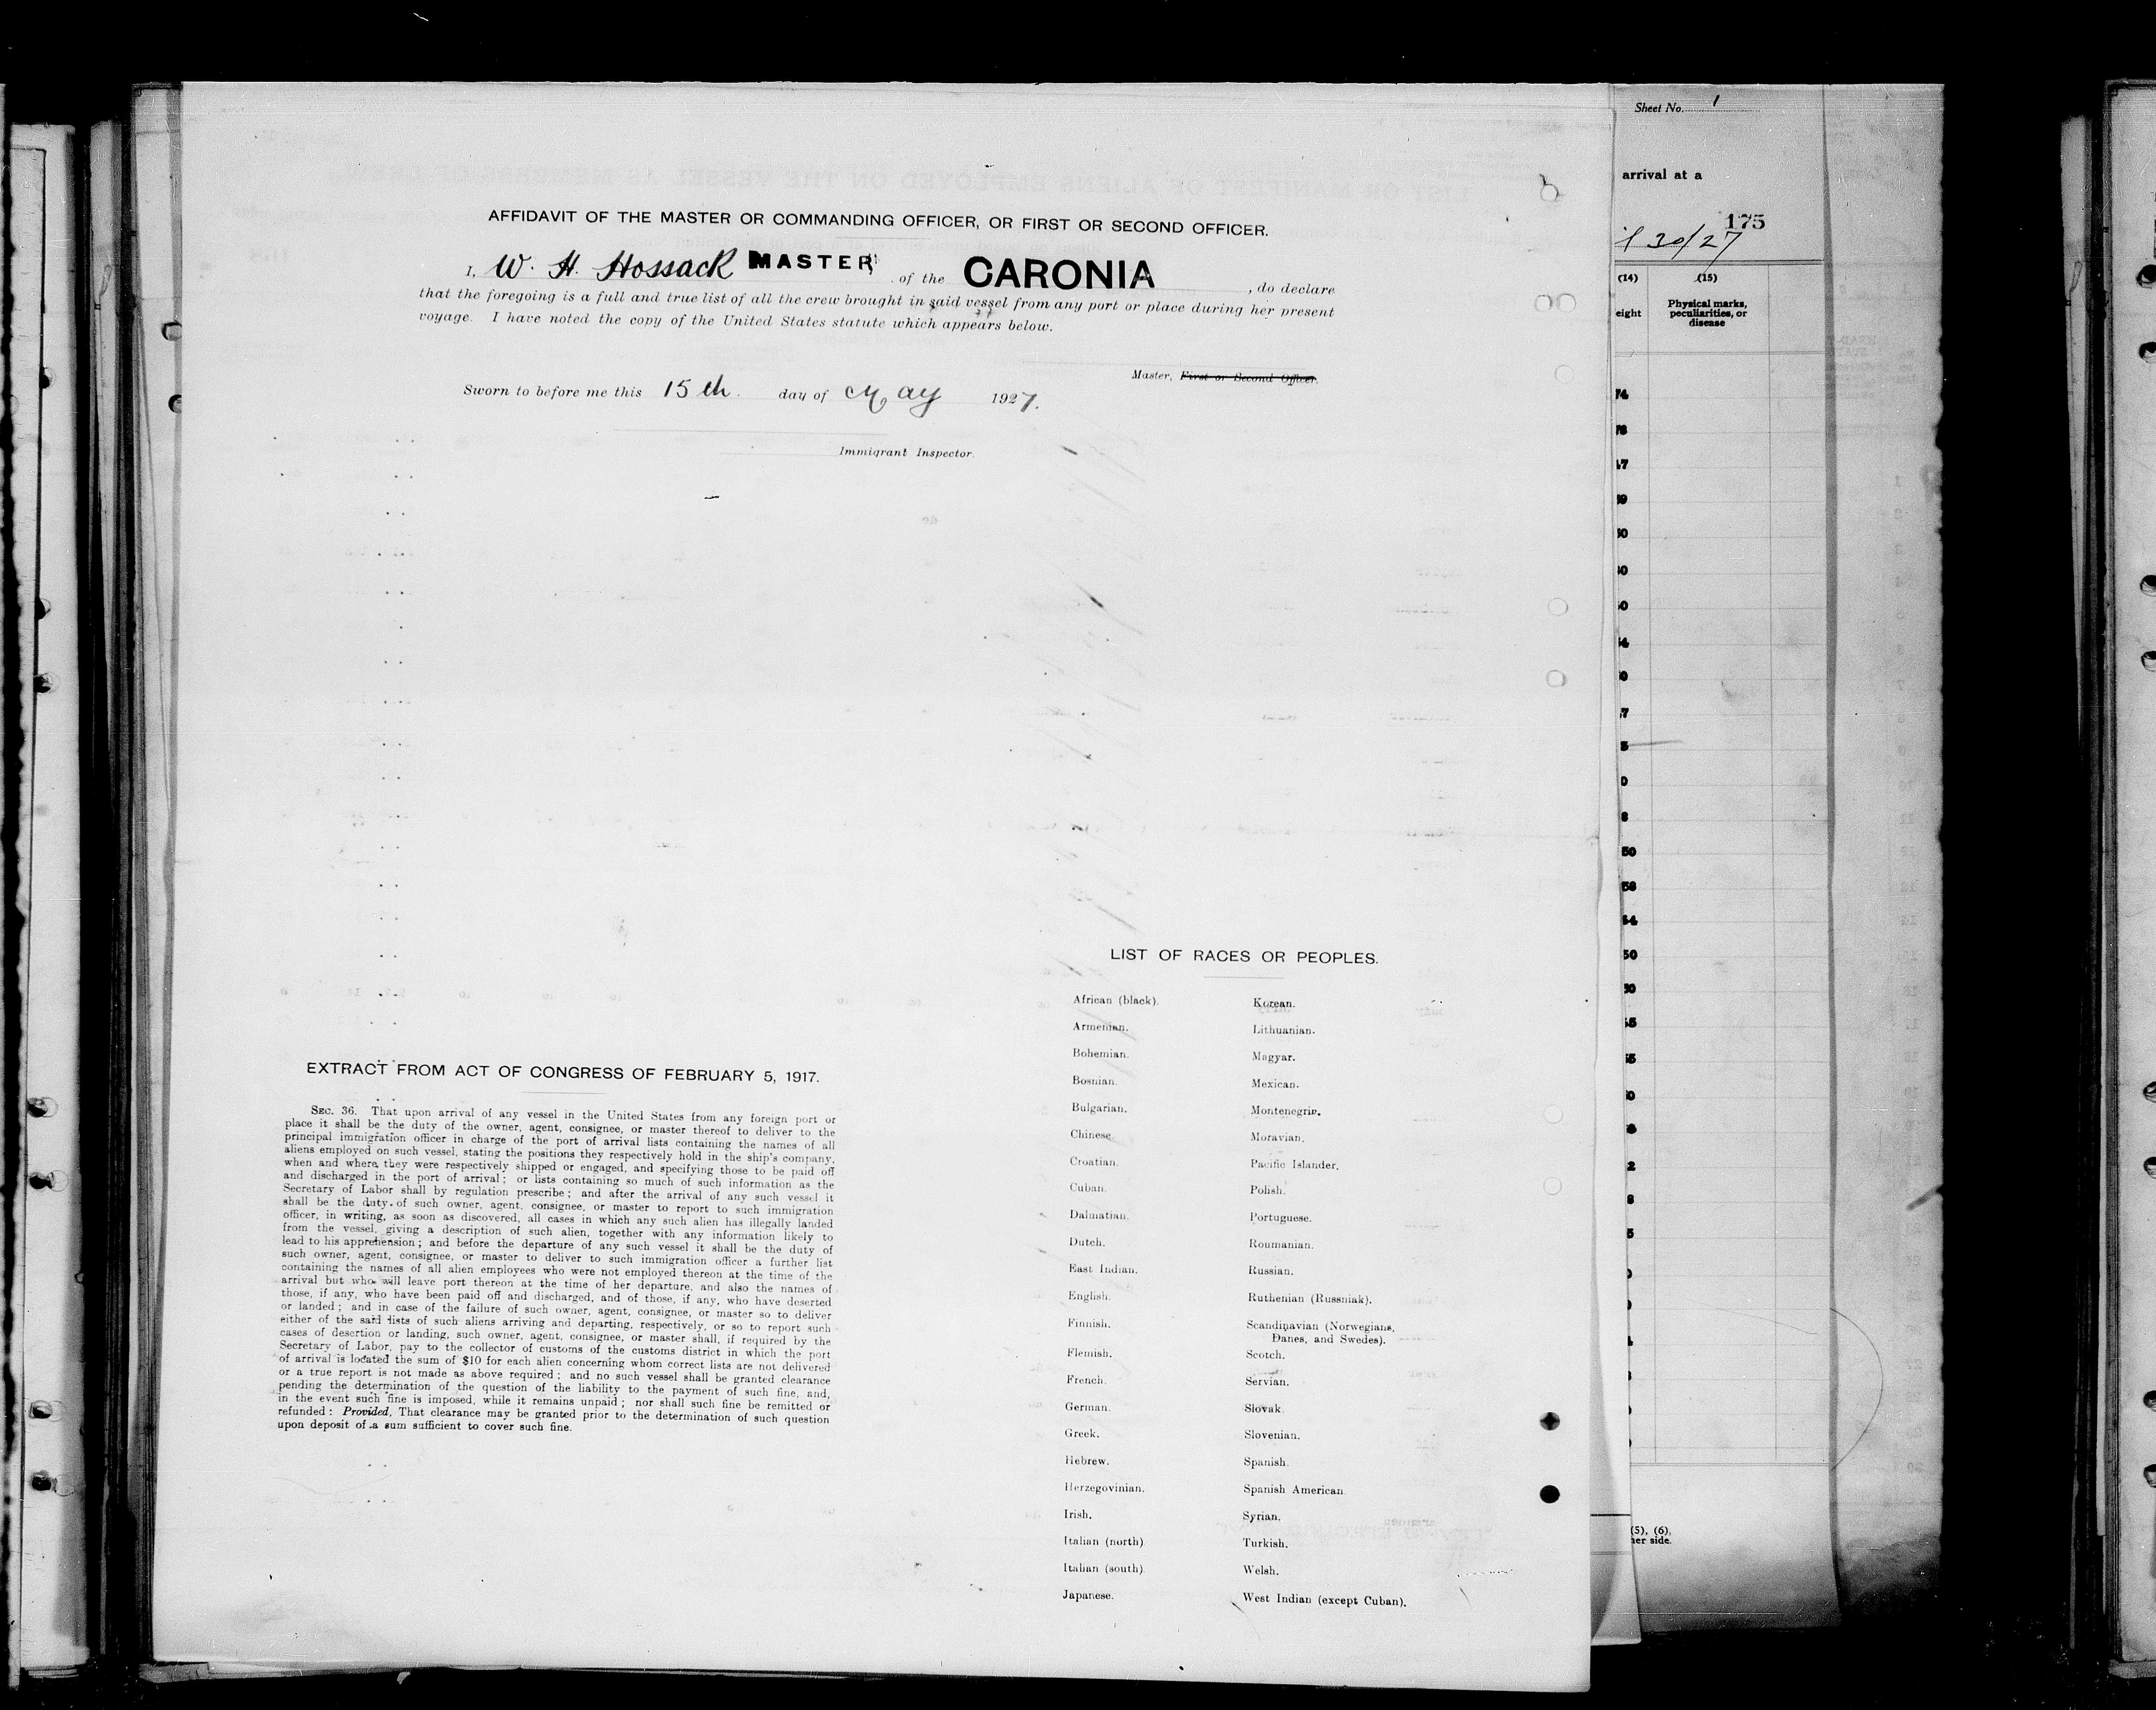 AFFIDAVIT OF THE MASTER OR COMMANDING OFFICER, OR FIRST OR SECOND OFFICER.
I, W. H. Hossack MASTER of the CARONIA, do declare
that the foregoing is a full and true list of all the crew brought in said vessel from any port or place during her present
voyage. I have noted the copy of the United States statute which appears below.
Master, First or Second Officer.
Sworn to before me this 15th. day of May 1927.
Immigrant Inspector.
LIST OF RACES OR PEOPLES.
African (black). Korean.
Armenian. Lithuanian.
Bohemian. Magyar.
Bosnian. Mexican.
Bulgarian. Montenegrin.
Chinese. Moravian.
Croatian. Pacific Islander.
Cuban. Polish.
Dalmatian. Portuguese.
Dutch. Roumanian.
East Indian. Russian.
English. Ruthenian (Russniak).
Finnish. Scandinavian (Norwegians,
Danes, and Swedes).
Flemish. Scotch.
French. Servian.
German. Slovak.
Greek. Slovenian.
Hebrew. Spanish.
Herzegovinian. Spanish American.
Irish. Syrian.
Italian (north) Turkish.
Italian (south) Welsh.
Japanese. West Indian (except Cuban).
EXTRACT FROM ACT OF CONGRESS OF FEBRUARY 5, 1917.
SEC. 36. That upon arrival of any vessel in the United States from any foreign port or
place it shall be the duty of the owner, agent, consignee, or master thereof to deliver to the
principal immigration officer in charge of the port of arrival lists containing the names of all
aliens employed on such vessel, stating the positions they respectively hold in the ship's company,
when and where they were respectively shipped or engaged, and specifying those to be paid off
and discharged in the port of arrival; or lists containing so much of such information as the
Secretary of Labor shall by regulation prescribe; and after the arrival of any such vessel it
shall be the duty of such owner, agent, consignee, or master to report to such immigration
officer, in writing, as soon as discovered, all cases in which any such alien has illegally landed
from the vessel, giving a description of such alien, together with any information likely to
lead to his apprehension; and before the departure of any such vessel it shall be the duty of
such owner, agent, consignee, or master to deliver to such immigration officer a further list
containing the names of all alien employees who were not employed thereon at the time of the
arrival but who will leave port thereon at the time of her departure, and also the names of
those, if any, who have been paid off and discharged, and of those, if any, who have deserted
or landed; and in case of the failure of such owner, agent, consignee, or master so to deliver
either of the said lists of such aliens arriving and departing, respectively, or so to report such
cases of desertion or landing, such owner, agent, consignee, or master shall, if required by the
Secretary of Labor, pay to the collector of customs of the customs district in which the port
of arrival is located the sum of $10 for each alien concerning whom correct lists are not delivered
or a true report is not made as above required; and no such vessel shall be granted clearance
pending the determination of the question of the liability to the payment of such fine, and,
in the event such fine is imposed, while it remains unpaid; nor shall such fine be remitted or
refunded: Provided, That clearance may be granted prior to the determination of such question
upon deposit of a sum sufficient to cover such fine.
Sheet No. 1
arrival at a
175
30/27
(14) (15)
eight Physical marks,
peculiarities, or
disease
(5), (6),
her side.